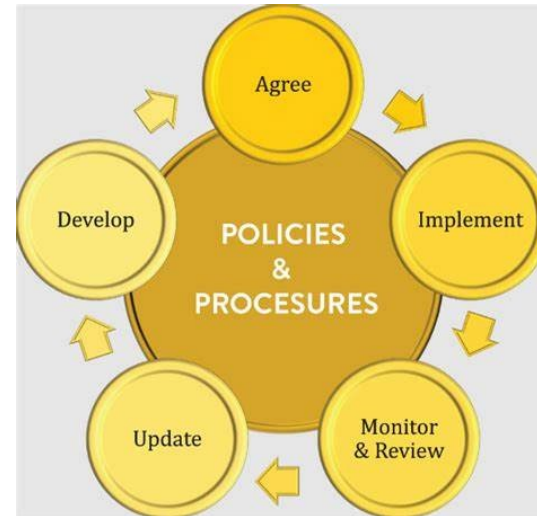 Agree
Implement
Monitor
& Review
Update
Develop
POLICIES
&
PROCESURES